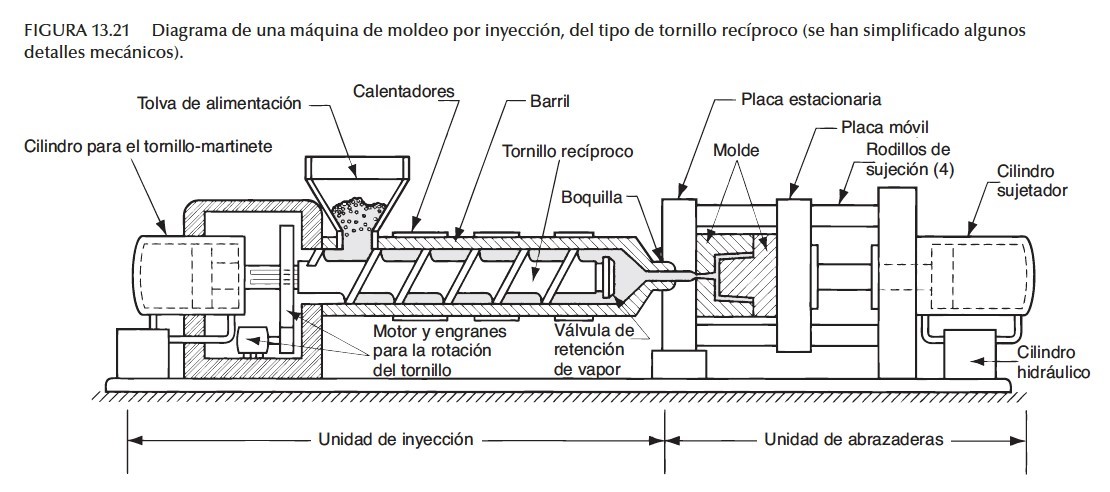 FIGURA 13.21 Diagrama de una máquina de moldeo por inyección, del tipo de tornillo recíproco (se han simplificado algunos
detalles mecánicos).
Calentadores
Tolva de alimentación
Barril
Placa estacionaria
Placa móvil
Cilindro para el tornillo-martinete
Tornillo recíproco
Molde
Rodillos de
sujeción (4)
Cilindro
sujetador
Boquilla
Motor y engranes
para la rotación
del tornillo
Válvula de
retención
de vapor
Cilindro
hidráulico
Unidad de inyección
Unidad de abrazaderas